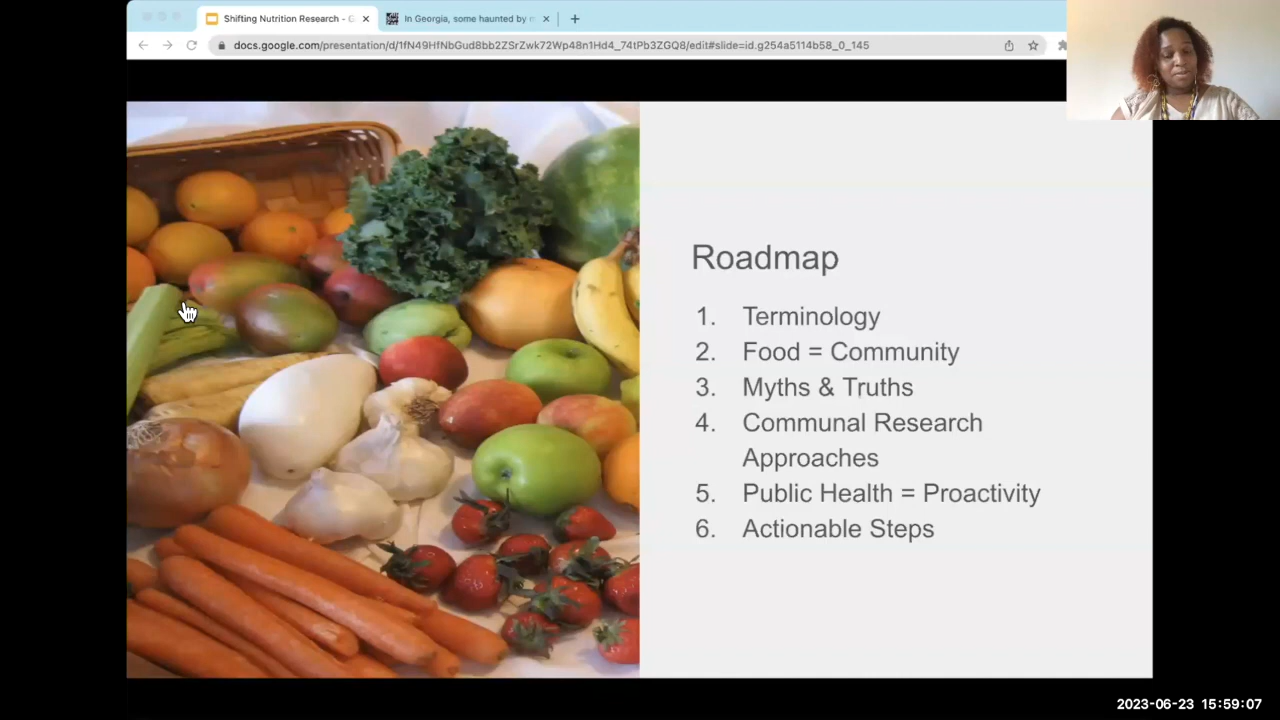 Shifting Nutrition Research - G
In Georgia, some haunted by m
docs.google.com/presentation/d/1fN49HfNbGud8bb2ZSrZwk72Wp48n1Hd4_74tPb3ZGQ8/edit#slide=id.g254a5114b58_0_145
Roadmap
1. Terminology
2. Food = Community
3. Myths & Truths
4. Communal Research
Approaches
5. Public Health = Proactivity
6. Actionable Steps
2023-06-23 15:59:07